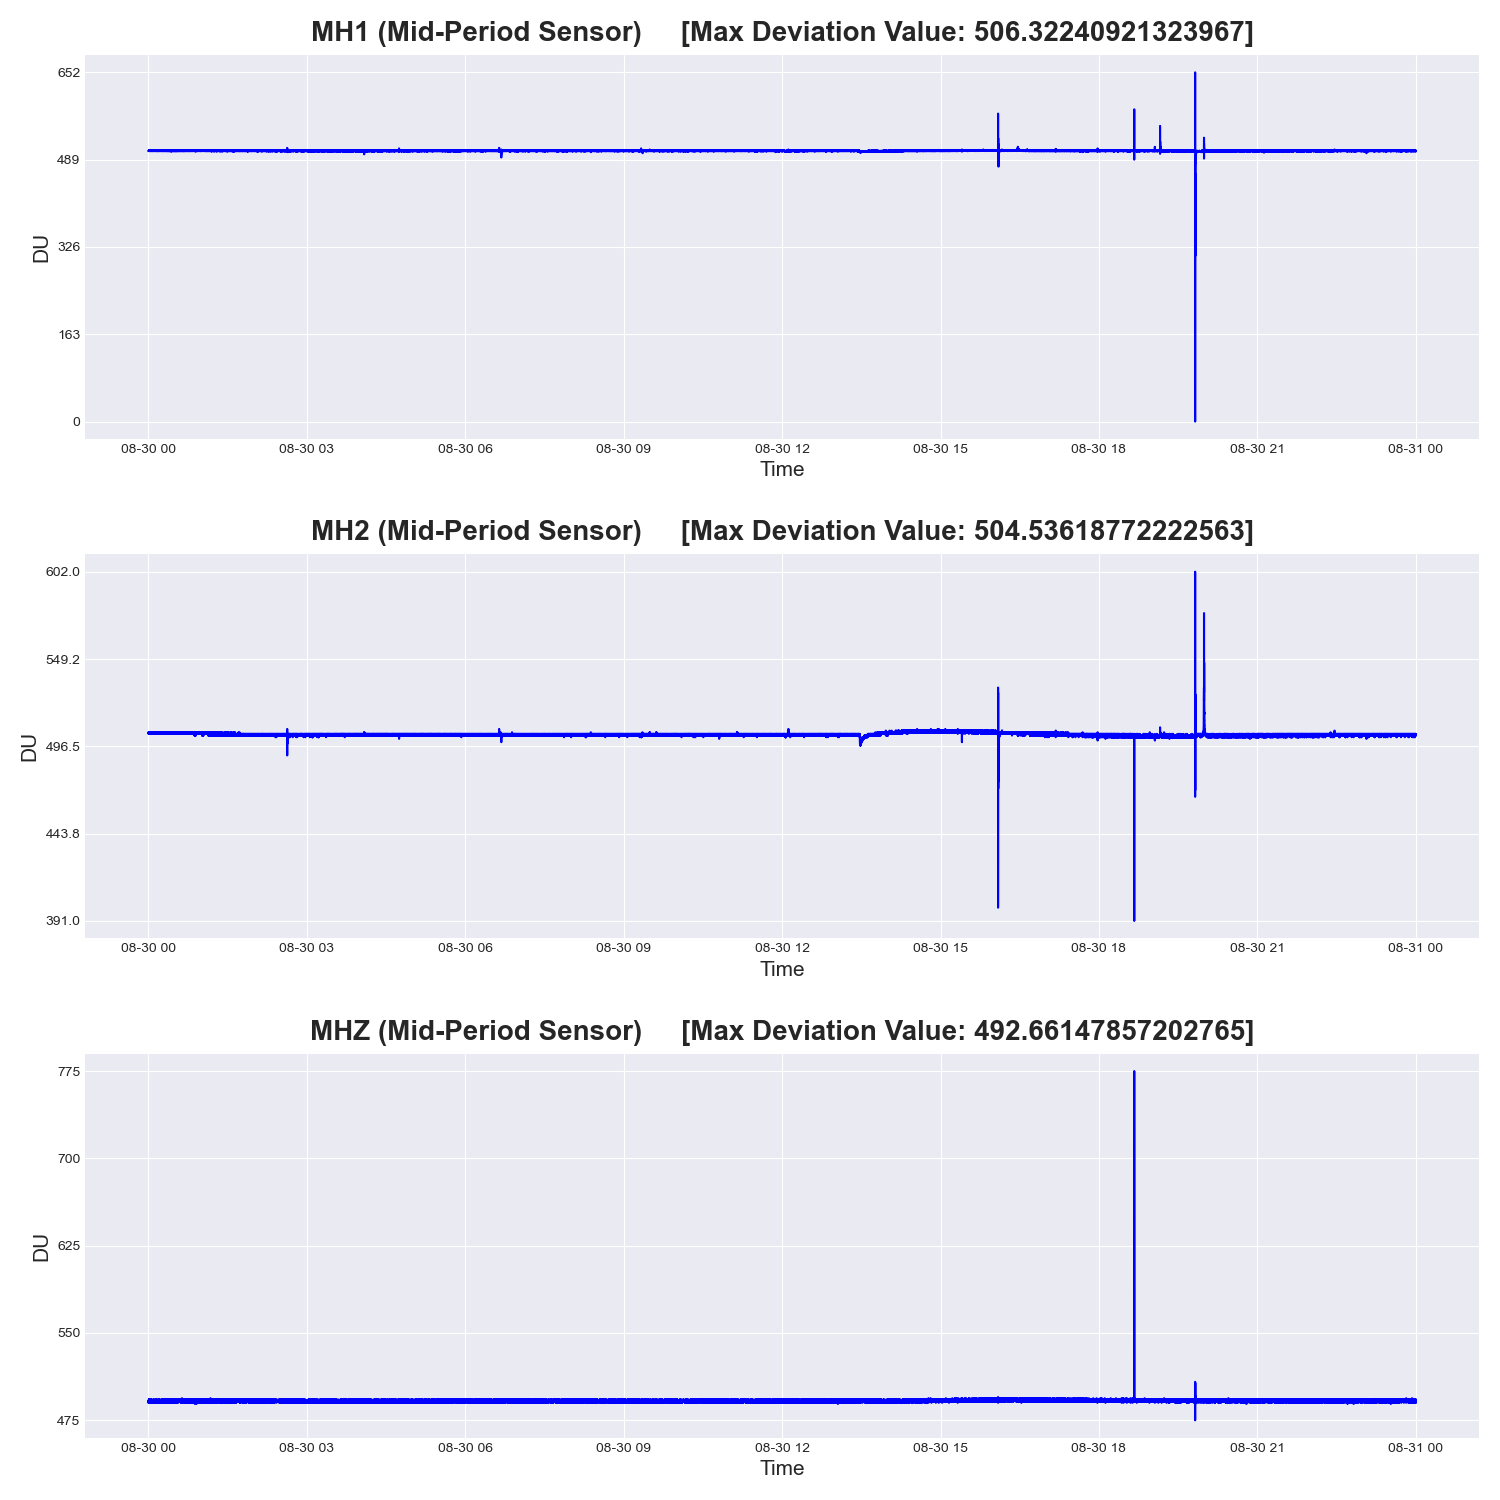 MH1 (Mid-Period Sensor) [Max Deviation Value: 506.32240921323967]
652
489
326
163
0
DU
08-30 00 08-30 03 08-30 06 08-30 09 08-30 12 08-30 15 08-30 18 08-30 21 08-31 00
Time
MH2 (Mid-Period Sensor) [Max Deviation Value: 504.53618772222563]
602.0
549.2
496.5
443.8
391.0
DU
08-30 00 08-30 03 08-30 06 08-30 09 08-30 12 08-30 15 08-30 18 08-30 21 08-31 00
Time
MHZ (Mid-Period Sensor) [Max Deviation Value: 492.66147857202765]
775
700
625
550
475
DU
08-30 00 08-30 03 08-30 06 08-30 09 08-30 12 08-30 15 08-30 18 08-30 21 08-31 00
Time